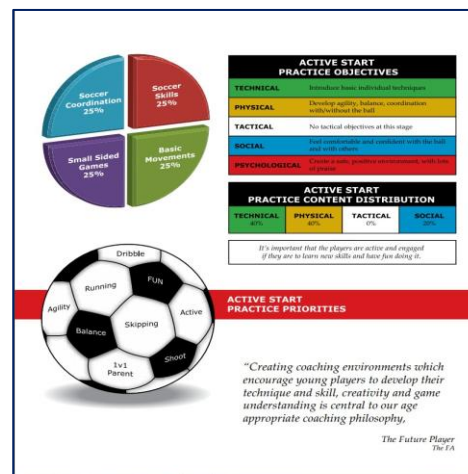 Soccer
Coordination
25%
Soccer
Skills
25%
Small Sided
Games
25%
Basic
Movements
25%
ACTIVE START
PRACTICE OBJECTIVES
TECHNICAL Introduce basic individual techniques
PHYSICAL Develop agility, balance, coordination
with/without the ball
TACTICAL No tactical objectives at this stage
SOCIAL Feel comfortable and confident with the ball
and with others
PSYCHOLOGICAL Create a safe, positive environment, with lots
of praise
ACTIVE START
PRACTICE CONTENT DISTRIBUTION
TECHNICAL PHYSICAL TACTICAL SOCIAL
40% 40% 0% 20%
It's important that the players are active and engaged
if they are to learn new skills and have fun doing it.
Dribble
Running
FUN
Agility
Skipping
Active
Balance
1v1
Parent
Shoot
ACTIVE START
PRACTICE PRIORITIES
"Creating coaching environments which
encourage young players to develop their
technique and skill, creativity and game
understanding is central to our age
appropriate coaching philosophy,
The Future Player
The FA